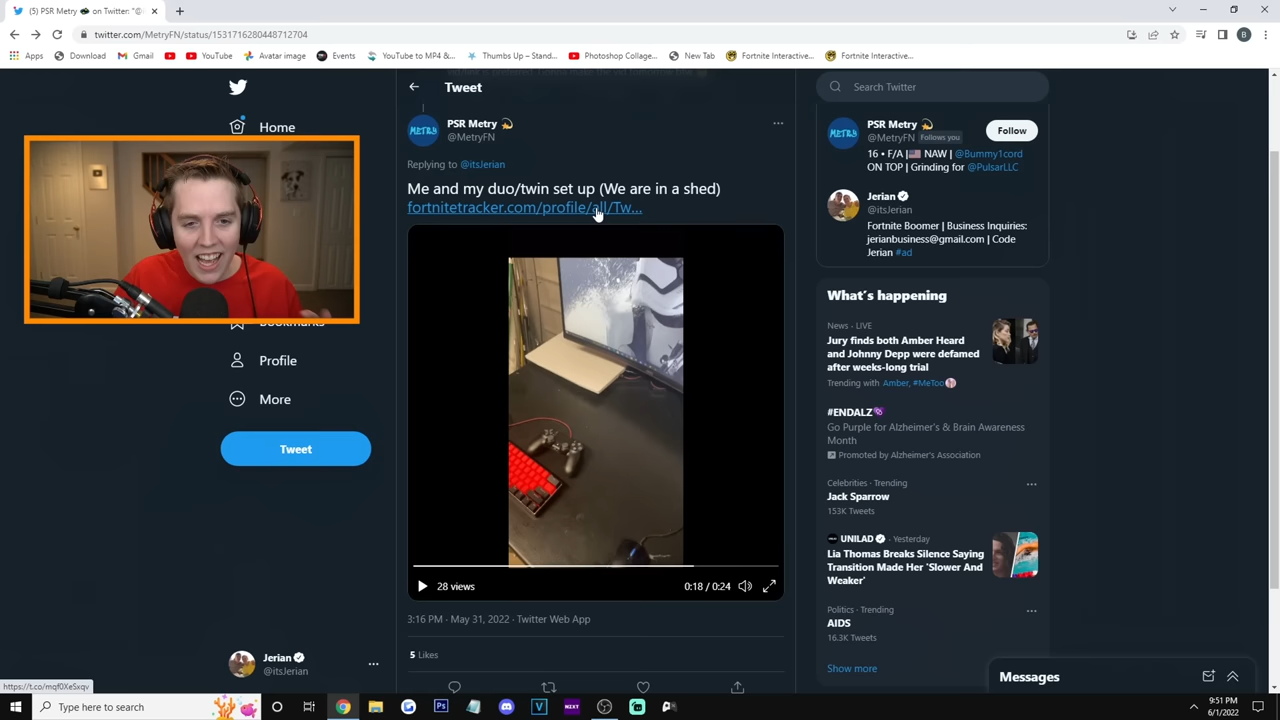 (5) PSR Metry on Twitter: "@
twitter.com/MetryFN/status/1531716280448712704
B
Apps
Download
Gmail
YouTube
Avatar image
Events
YouTube to MP4 &...
Thumbs Up – Stand...
Photoshop Collage...
New Tab
Fortnite Interactive...
Fortnite Interactive...
Home
Bookmarks
Profile
More
Tweet
Jerian
@itsJerian
https://t.co/mqf0XeSxqv
Tweet
METRY
PSR Metry
@MetryFN
Replying to @itsJerian
Me and my duo/twin set up (We are in a shed)
fortnitetracker.com/profile/all/Tw...
28 views
0:18 / 0:24
3:16 PM · May 31, 2022 · Twitter Web App
5 Likes
Search Twitter
METRY
PSR Metry
@MetryFN Follows you
Follow
16 • F/A | NAW | @Bummy1cord
ON TOP | Grinding for @PulsarLLC
Jerian
@itsJerian
Fortnite Boomer | Business Inquiries:
jerianbusiness@gmail.com | Code
Jerian #ad
What's happening
News · LIVE
Jury finds both Amber Heard
and Johnny Depp were defamed
after weeks-long trial
Trending with Amber, #MeToo
#ENDALZ
Go Purple for Alzheimer's & Brain Awareness
Month
Promoted by Alzheimer's Association
Celebrities · Trending
Jack Sparrow
153K Tweets
UNILAD · Yesterday
Lia Thomas Breaks Silence Saying
Transition Made Her 'Slower And
Weaker'
Politics · Trending
AIDS
16.3K Tweets
Show more
Messages
Type here to search
Ps
V
NIXT
9:51 PM
6/1/2022